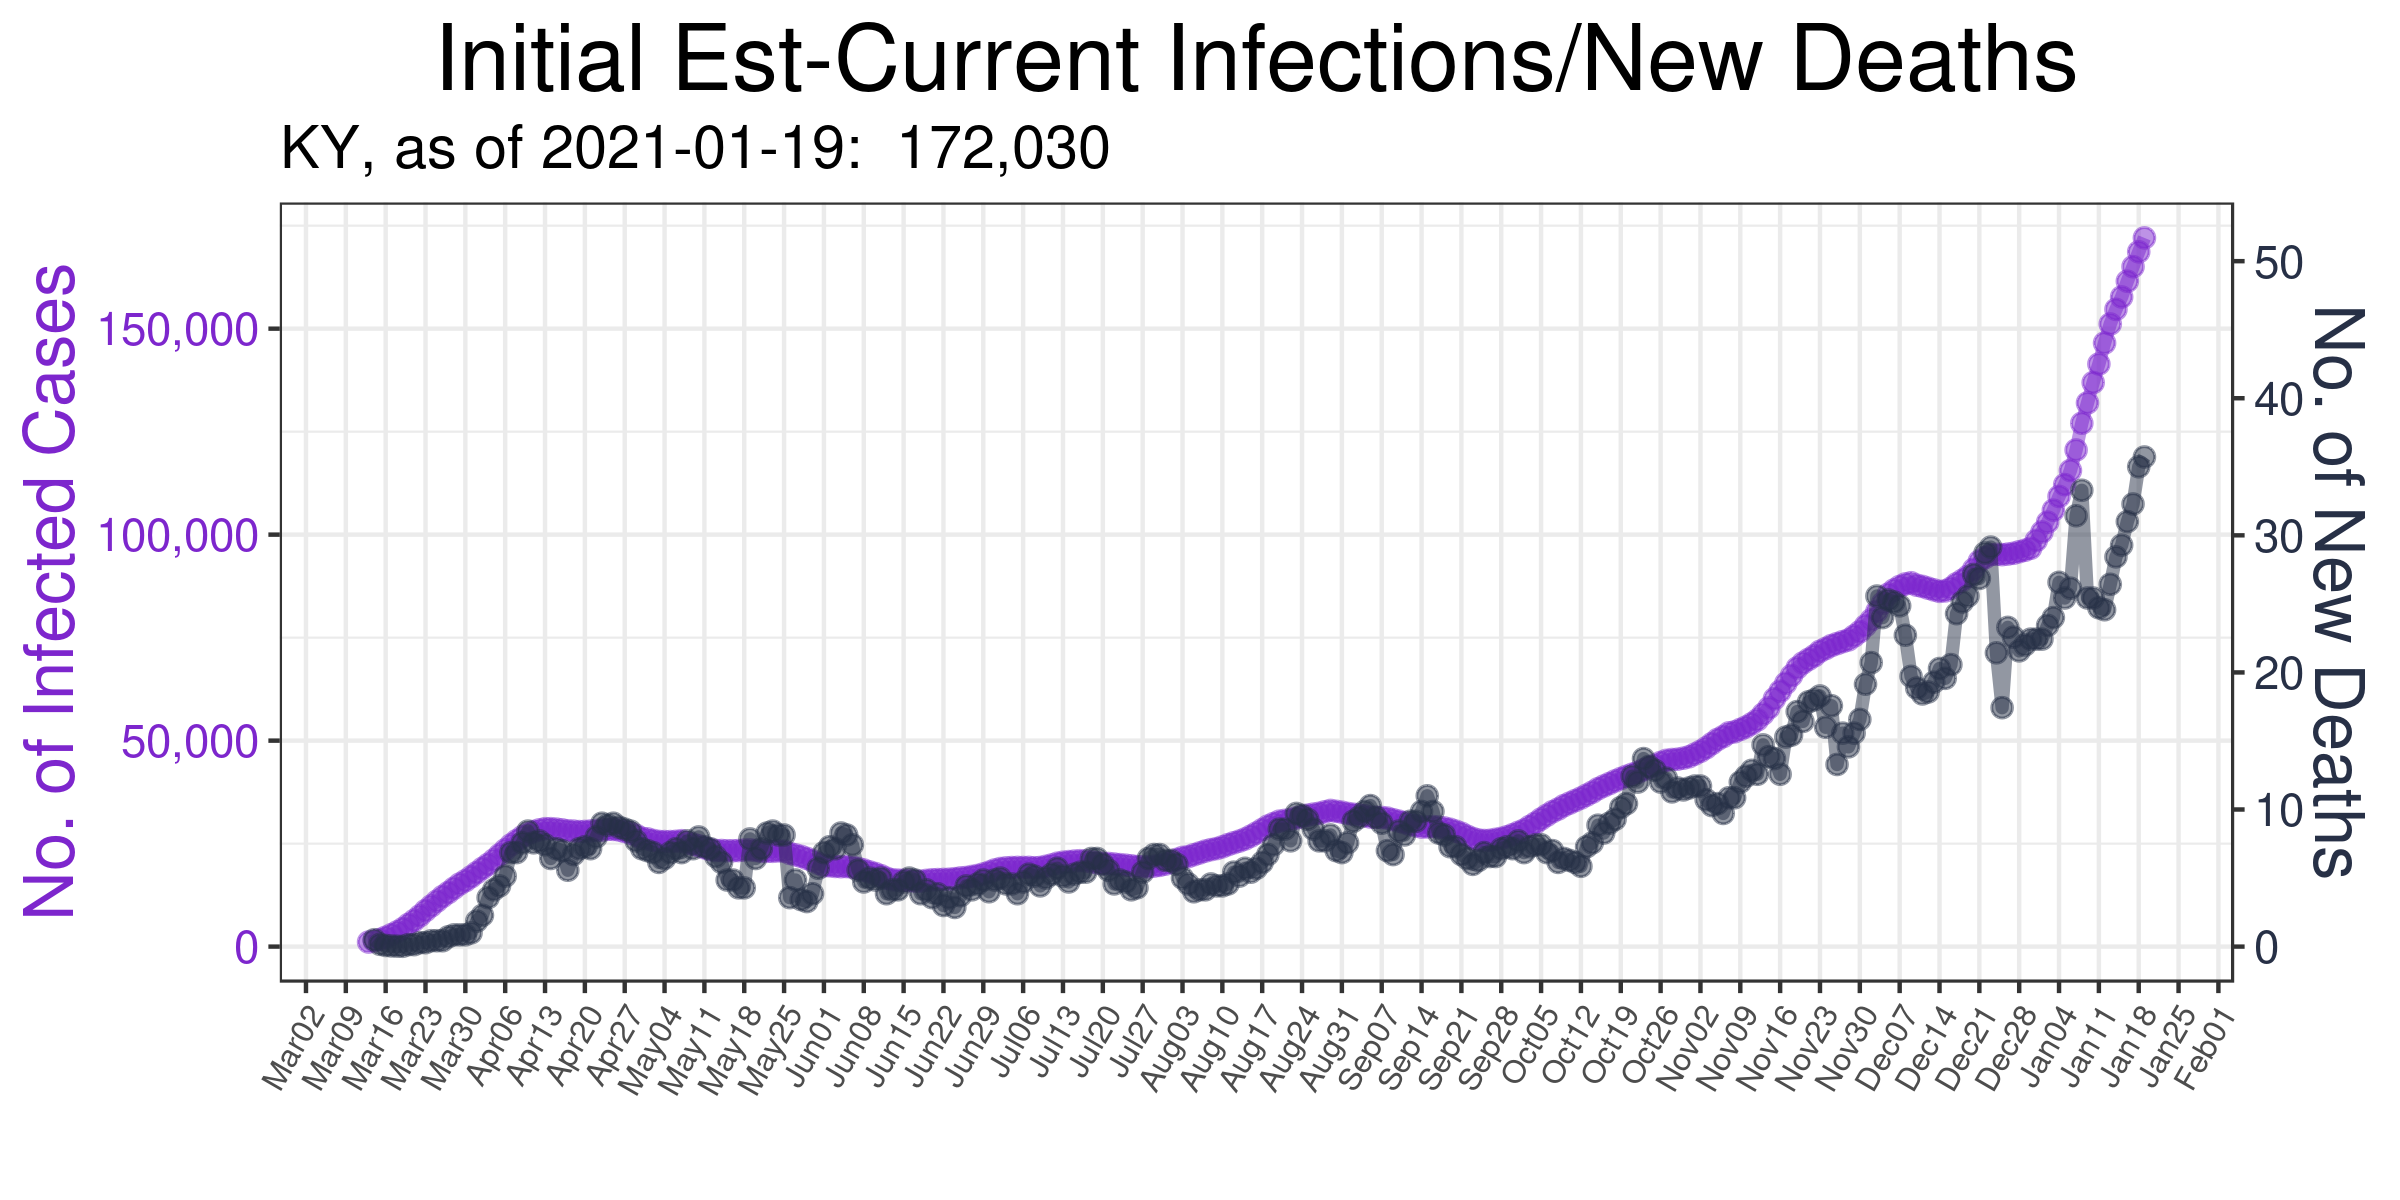 Initial Est-Current Infections/New Deaths
KY, as of 2021-01-19:  172,030
No. of Infected Cases
150,000
100,000
50,000
0
50
40
30
20
10
0
No. of New Deaths
Mar02
Mar09
Mar16
Mar23
Mar30
Apr06
Apr13
Apr20
Apr27
May04
May11
May18
May25
Jun01
Jun08
Jun15
Jun22
Jun29
Jul06
Jul13
Jul20
Jul27
Aug03
Aug10
Aug17
Aug24
Aug31
Sep07
Sep14
Sep21
Sep28
Oct05
Oct12
Oct19
Oct26
Nov02
Nov09
Nov16
Nov23
Nov30
Dec07
Dec14
Dec21
Dec28
Jan04
Jan11
Jan18
Jan25
Feb01